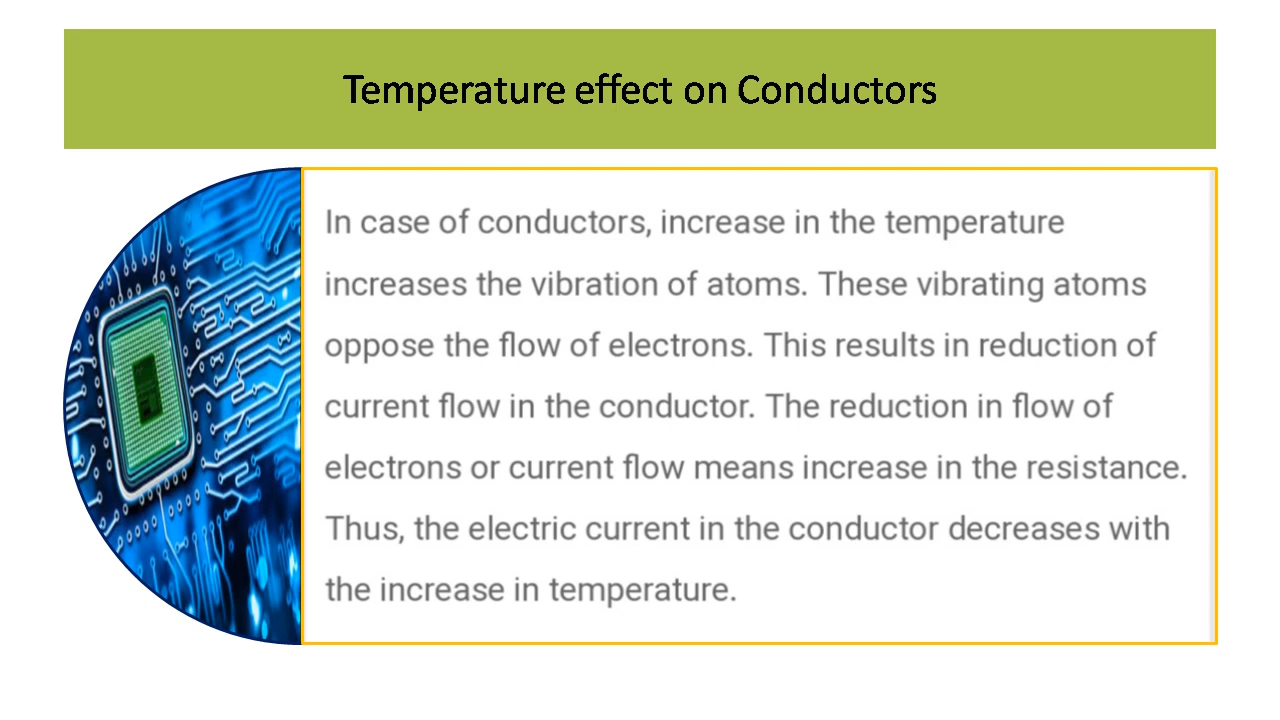 Temperature effect on Conductors
In case of conductors, increase in the temperature
increases the vibration of atoms. These vibrating atoms
oppose the flow of electrons. This results in reduction of
current flow in the conductor. The reduction in flow of
electrons or current flow means increase in the resistance.
Thus, the electric current in the conductor decreases with
the increase in temperature.